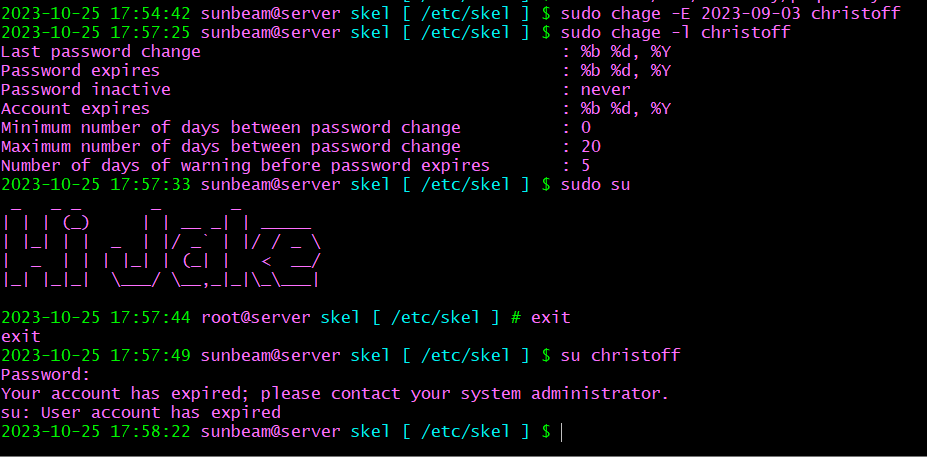 2023-10-25 17:54:42 sunbeam@server skel [ /etc/skel ] $ sudo chage -E 2023-09-03 christoff
2023-10-25 17:57:25 sunbeam@server skel [ /etc/skel ] $ sudo chage -l christoff
Last password change                                    : %b %d, %Y
Password expires                                        : %b %d, %Y
Password inactive                                       : never
Account expires                                         : %b %d, %Y
Minimum number of days between password change          : 0
Maximum number of days between password change          : 20
Number of days of warning before password expires       : 5
2023-10-25 17:57:33 sunbeam@server skel [ /etc/skel ] $ sudo su
 _   _ _       _       _
| | | (_)     | | __ _| | _____
| |_| | |  _  | |/ _` | |/ / _ \
|  _  | | | |_| | (_| |   <  __/
|_| |_|_|  \___/ \__,_|_|\_\___|
2023-10-25 17:57:44 root@server skel [ /etc/skel ] # exit
exit
2023-10-25 17:57:49 sunbeam@server skel [ /etc/skel ] $ su christoff
Password:
Your account has expired; please contact your system administrator.
su: User account has expired
2023-10-25 17:58:22 sunbeam@server skel [ /etc/skel ] $